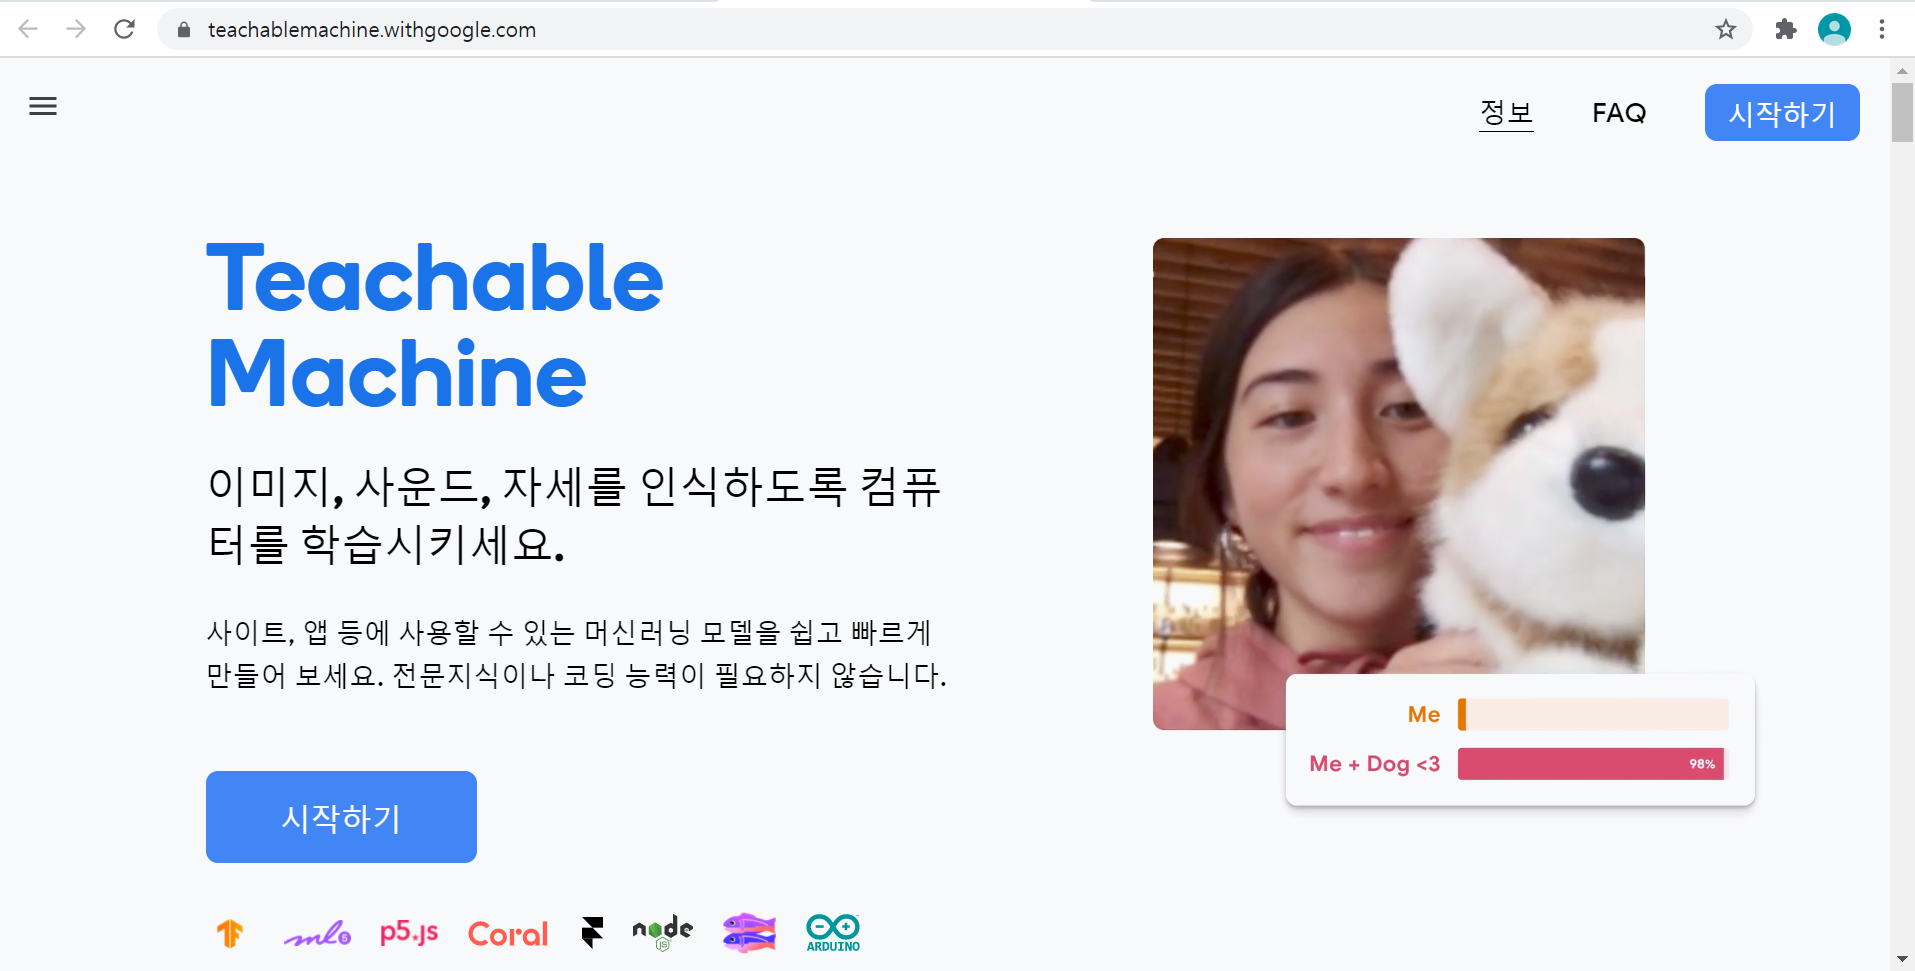 teachablemachine.withgoogle.com
정보 FAQ 시작하기
Teachable
Machine
이미지, 사운드, 자세를 인식하도록 컴퓨
터를 학습시키세요.
사이트, 앱 등에 사용할 수 있는 머신러닝 모델을 쉽고 빠르게
만들어 보세요. 전문지식이나 코딩 능력이 필요하지 않습니다.
시작하기
Me
Me + Dog <3 98%
ml5 p5.js Coral node js ARDUINO